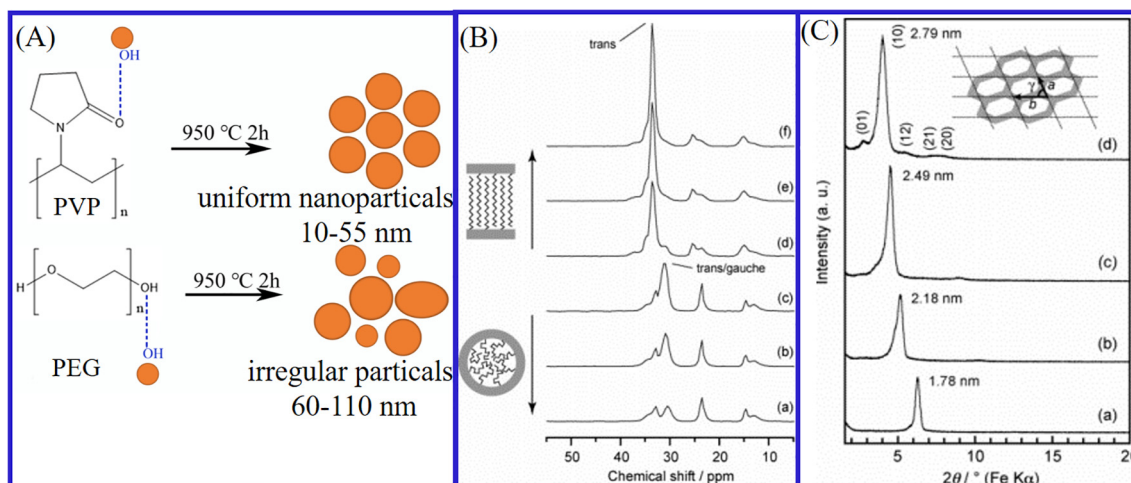 (A)
OH
O
N
n
PVP
950 °C 2h
uniform nanoparticals
10-55 nm
H
O
OH
n
OH
PEG
950 °C 2h
irregular particals
60-110 nm
(B)
trans
(f)
(e)
(d)
trans/gauche
(c)
(b)
(a)
50 40 30 20 10
Chemical shift / ppm
(C)
Intensity (a. u.)
(10) 2.79 nm
(01)
(12)
(21)
(20)
γ
a
b
(d)
2.49 nm
(c)
2.18 nm
(b)
1.78 nm
(a)
5 10 15 20
2θ / ° (Fe Kα)